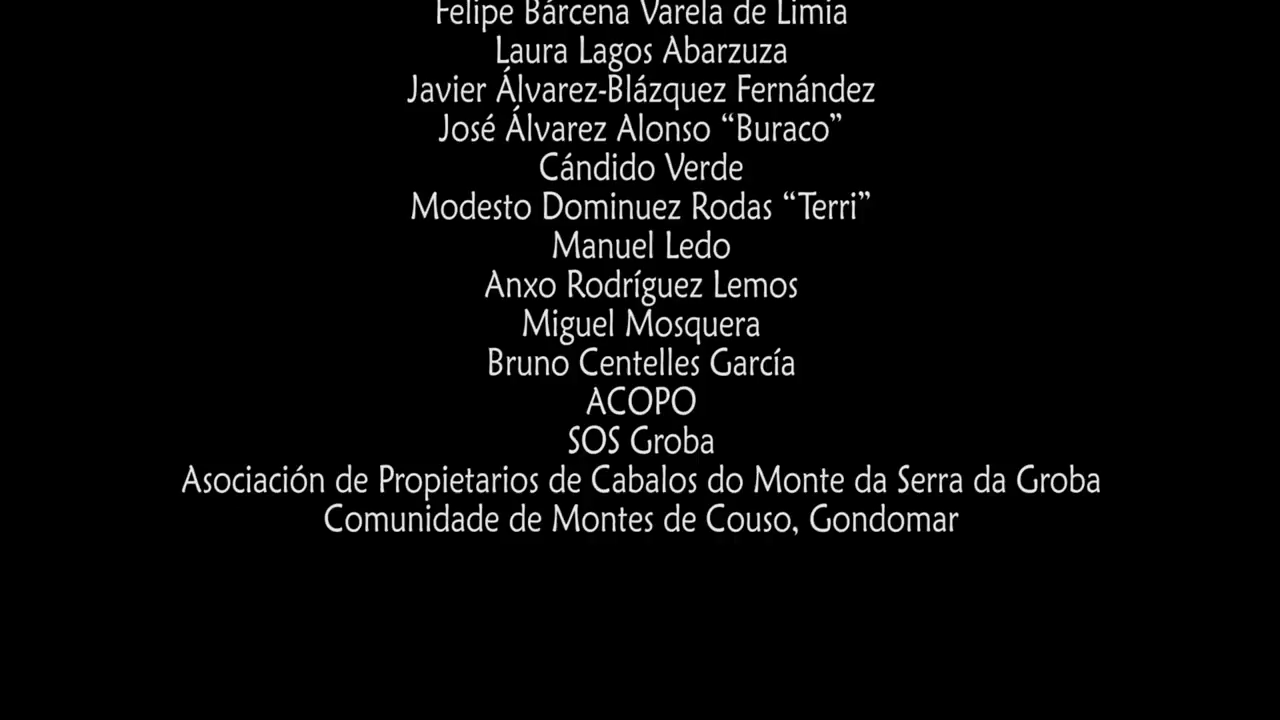 Felipe Bárcena Varela de Limia
Laura Lagos Abarzuza
Javier Álvarez-Blázquez Fernández
José Álvarez Alonso “Buraco”
Cándido Verde
Modesto Dominuez Rodas “Terri”
Manuel Ledo
Anxo Rodríguez Lemos
Miguel Mosquera
Bruno Centelles García
ACOPO
SOS Groba
Asociación de Propietarios de Cabalos do Monte da Serra da Groba
Comunidade de Montes de Couso, Gondomar